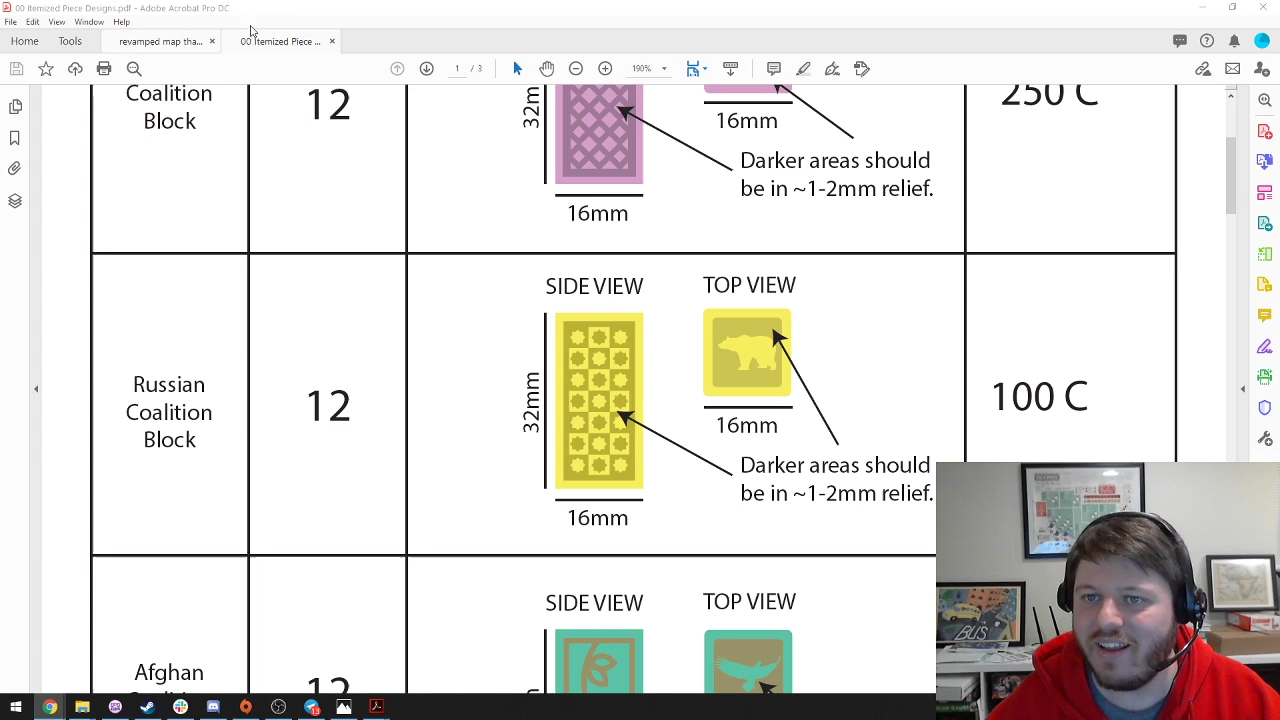 00 Itemized Piece Designs.pdf - Adobe Acrobat Pro DC
File Edit View Window Help
Home Tools revamped map tha... × 00 Itemized Piece ... ×
1 / 3 190%
Coalition
Block
12
16mm
16mm
Darker areas should
be in ~1-2mm relief.
250 C
Russian
Coalition
Block
12
SIDE VIEW
TOP VIEW
32mm
16mm
16mm
Darker areas should
be in ~1-2mm relief.
100 C
Afghan
12
SIDE VIEW
TOP VIEW
BUS
13